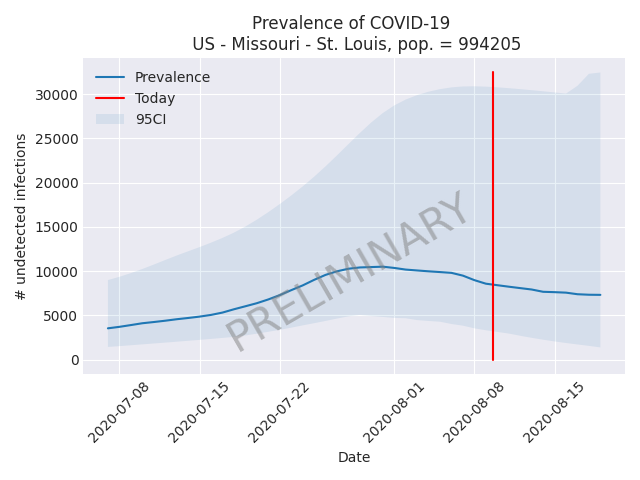 Prevalence of COVID-19
US - Missouri - St. Louis, pop. = 994205
Prevalence
Today
95CI
30000
25000
20000
15000
10000
5000
0
# undetected infections
PRELIMINARY
2020-07-08
2020-07-15
2020-07-22
2020-08-01
2020-08-08
2020-08-15
Date